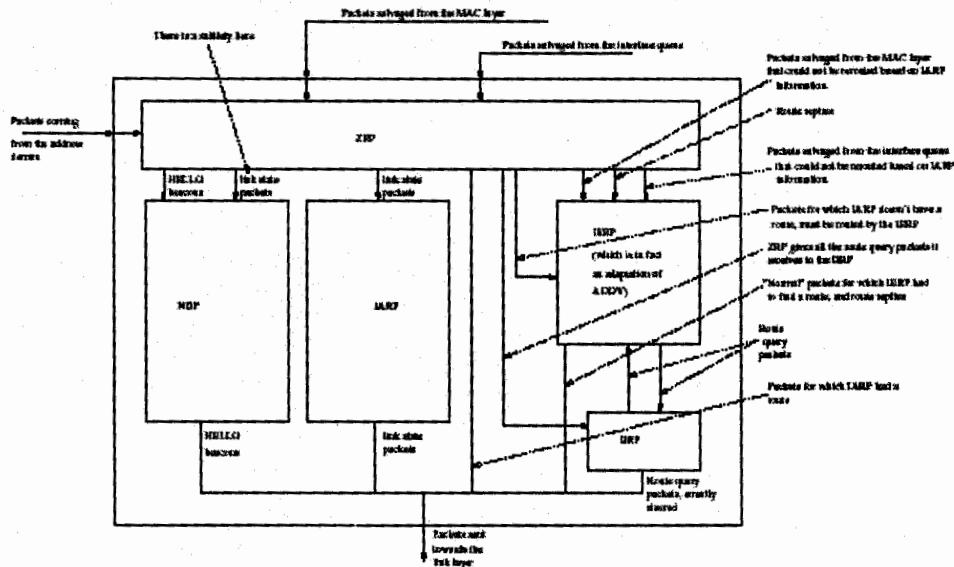 Packets salvaged from the MAC layer
There is a subtlety here
Packets salvaged from the interface queue
Packets salvaged from the MAC layer
that could not be rerouted based on IARP
information.
Route replies
Packets coming
from the address
demux
ZRP
Packets salvaged from the interface queue
that could not be rerouted based on IARP
information.
HELLO
beacons
link state
packets
link state
packets
Packets for which IARP doesn't have a
route, must be routed by the IERP
IERP
(which is in fact
an adaptation of
AODV)
ZRP gives all the route query packets it
receives to the BRP
"Normal" packets for which IERP had
to find a route, and route replies
NDP
IARP
Route
query
packets
Packets for which IARP had a
route
BRP
HELLO
beacons
link state
packets
Route query
packets,
cleared
Packets sent
towards the
link layer